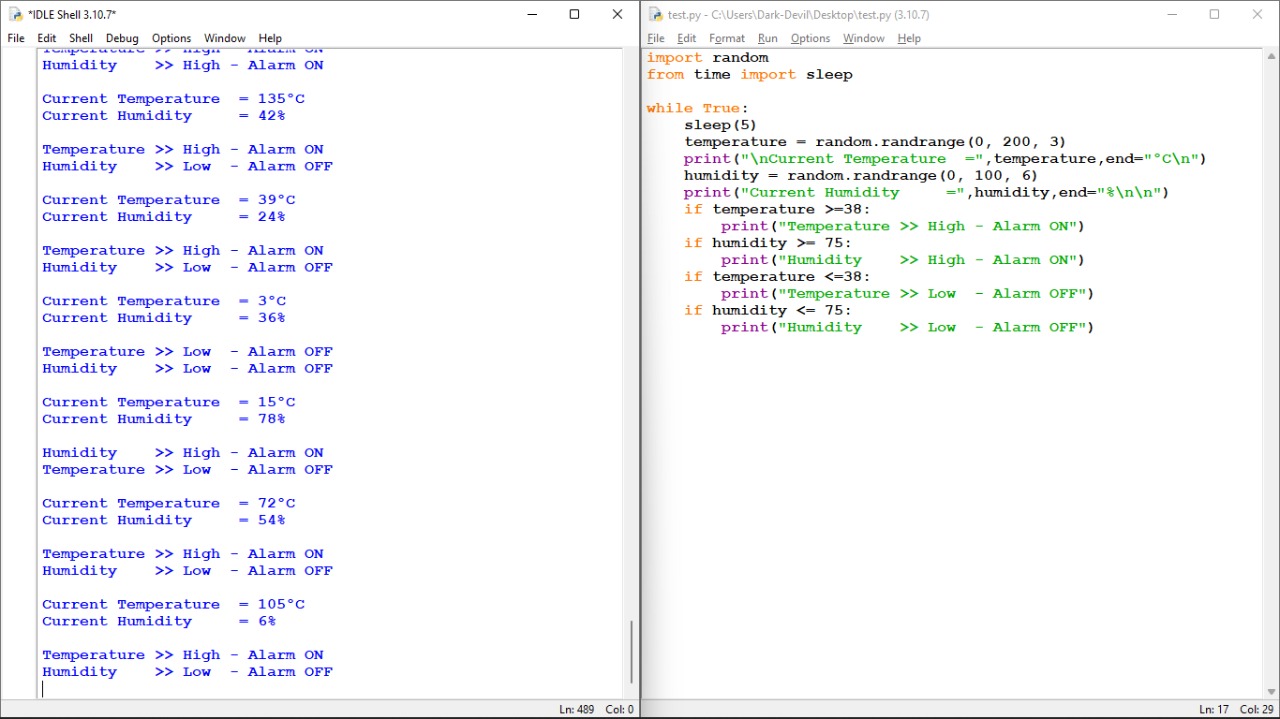 *IDLE Shell 3.10.7*
File Edit Shell Debug Options Window Help
Temperature >> High - Alarm ON
Humidity    >> High - Alarm ON

Current Temperature  = 135°C
Current Humidity     = 42%

Temperature >> High - Alarm ON
Humidity    >> Low  - Alarm OFF

Current Temperature  = 39°C
Current Humidity     = 24%

Temperature >> High - Alarm ON
Humidity    >> Low  - Alarm OFF

Current Temperature  = 3°C
Current Humidity     = 36%

Temperature >> Low  - Alarm OFF
Humidity    >> Low  - Alarm OFF

Current Temperature  = 15°C
Current Humidity     = 78%

Humidity    >> High - Alarm ON
Temperature >> Low  - Alarm OFF

Current Temperature  = 72°C
Current Humidity     = 54%

Temperature >> High - Alarm ON
Humidity    >> Low  - Alarm OFF

Current Temperature  = 105°C
Current Humidity     = 6%

Temperature >> High - Alarm ON
Humidity    >> Low  - Alarm OFF
Ln: 489 Col: 0
test.py - C:\Users\Dark-Devil\Desktop\test.py (3.10.7)
File Edit Format Run Options Window Help
import random
from time import sleep

while True:
    sleep(5)
    temperature = random.randrange(0, 200, 3)
    print("\nCurrent Temperature  =",temperature,end="°C\n")
    humidity = random.randrange(0, 100, 6)
    print("Current Humidity     =",humidity,end="%\n\n")
    if temperature >=38:
        print("Temperature >> High - Alarm ON")
    if humidity >= 75:
        print("Humidity    >> High - Alarm ON")
    if temperature <=38:
        print("Temperature >> Low  - Alarm OFF")
    if humidity <= 75:
        print("Humidity    >> Low  - Alarm OFF")
Ln: 17 Col: 29